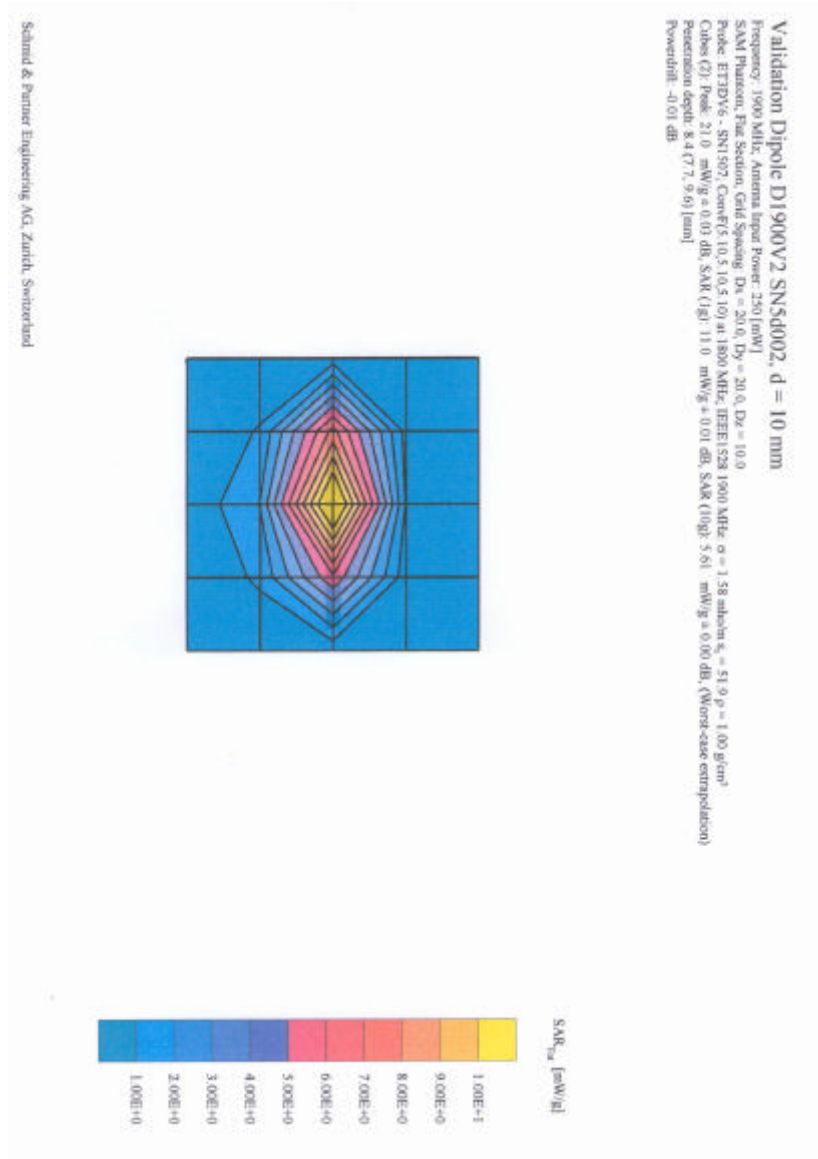 Validation Dipole D1900V2 SN5d002, d = 10 mm
Frequency: 1900 MHz, Antenna Input Power: 250 [mW]
SAM Phantom, Flat Section, Grid Spacing: Dx = 20.0, Dy = 20.0, Dz = 10.0
Probe: ET3DV6 - SN1507, ConvF(5.10,5.10,5.10) at 1800 MHz, IEEE1528 1900 MHz: σ = 1.58 mho/m εr = 51.9 ρ = 1.00 g/cm³
Cubes (2): Peak: 21.0 mW/g ± 0.03 dB, SAR (1g): 11.0 mW/g ± 0.01 dB, SAR (10g): 5.61 mW/g ± 0.00 dB, (Worst-case extrapolation)
Penetration depth: 8.4 (7.7, 9.6) [mm]
Powerdrift: -0.01 dB
SARTot [mW/g]
1.00E+1
9.00E+0
8.00E+0
7.00E+0
6.00E+0
5.00E+0
4.00E+0
3.00E+0
2.00E+0
1.00E+0
Schmid & Partner Engineering AG, Zurich, Switzerland